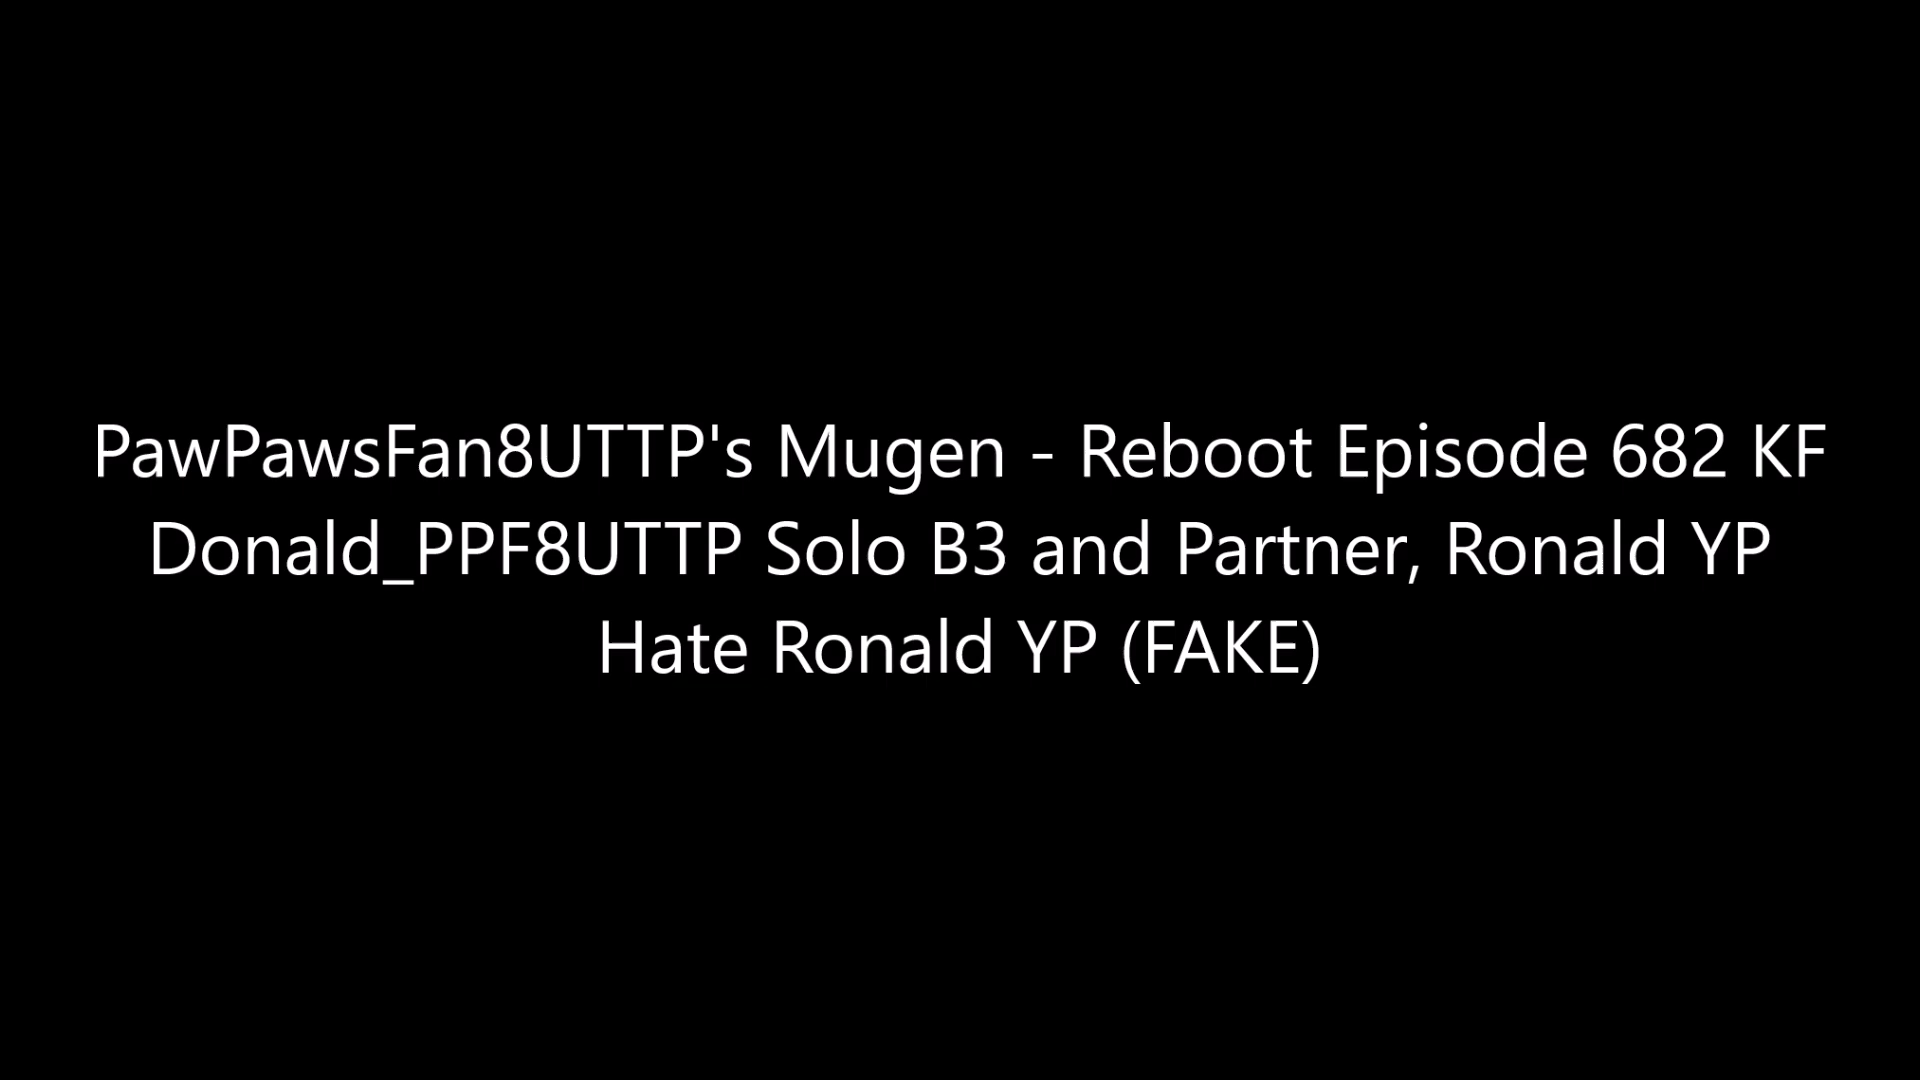 PawPawsFan8UTTP's Mugen - Reboot Episode 682 KF
Donald_PPF8UTTP Solo B3 and Partner, Ronald YP
Hate Ronald YP (FAKE)